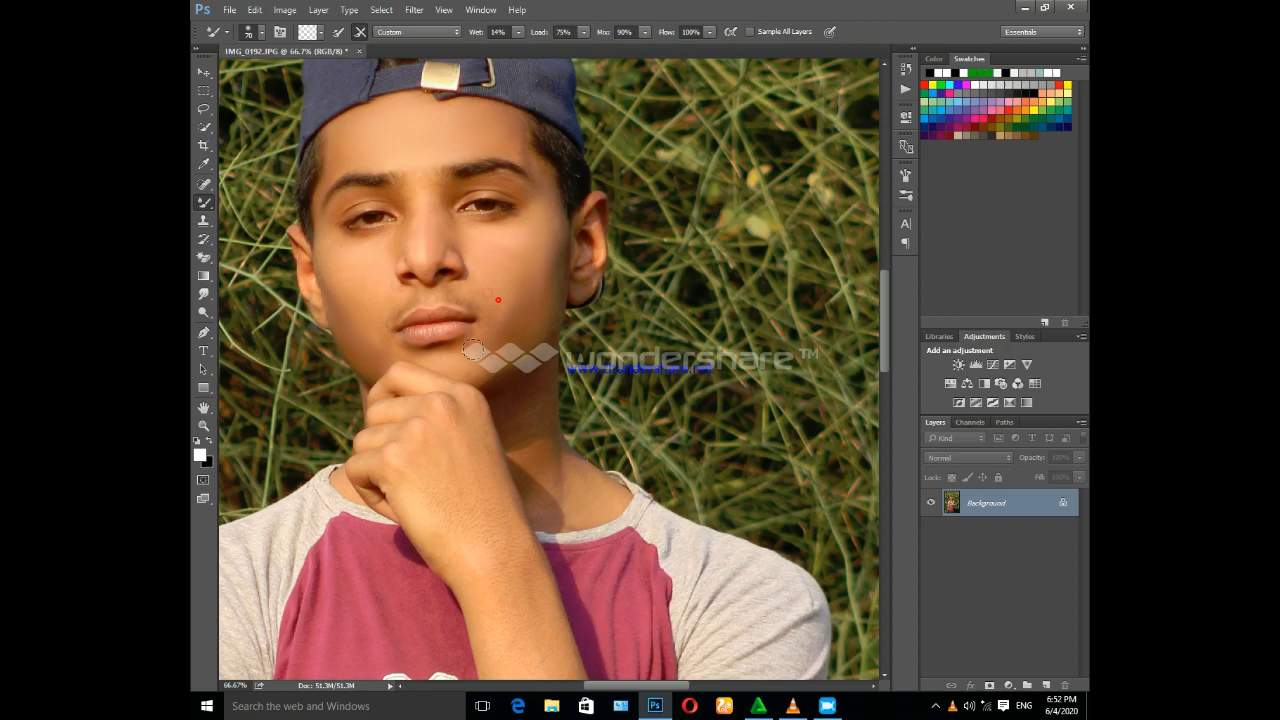 Ps File Edit Image Layer Type Select Filter View Window Help
70 Custom Wet: 14% Load: 75% Mix: 90% Flow: 100% Sample All Layers Essentials
IMG_0192.JPG @ 66.7% (RGB/8) * ×
Color Swatches
Libraries Adjustments Styles
Add an adjustment
wondershare™
Layers Channels Paths
Kind
Normal Opacity: 100%
Lock: Fill: 100%
Background
66.67% Doc: 51.3M/51.3M
Search the web and Windows
Ps
ENG
6:52 PM
6/4/2020